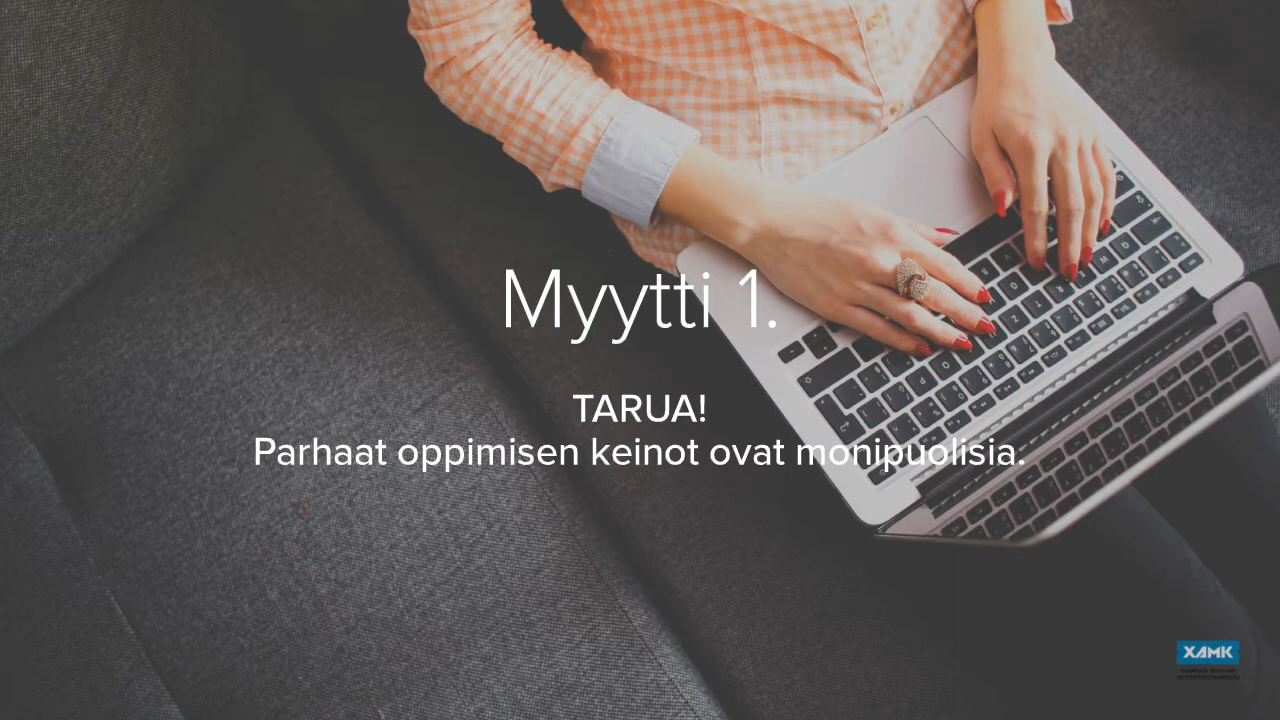 Myytti 1.
TARUA!
Parhaat oppimisen keinot ovat monipuolisia.
XAMK